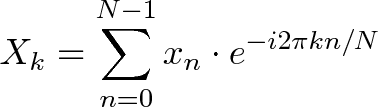 X_k = \sum_{n=0}^{N-1} x_n \cdot e^{-i2\pi kn/N}